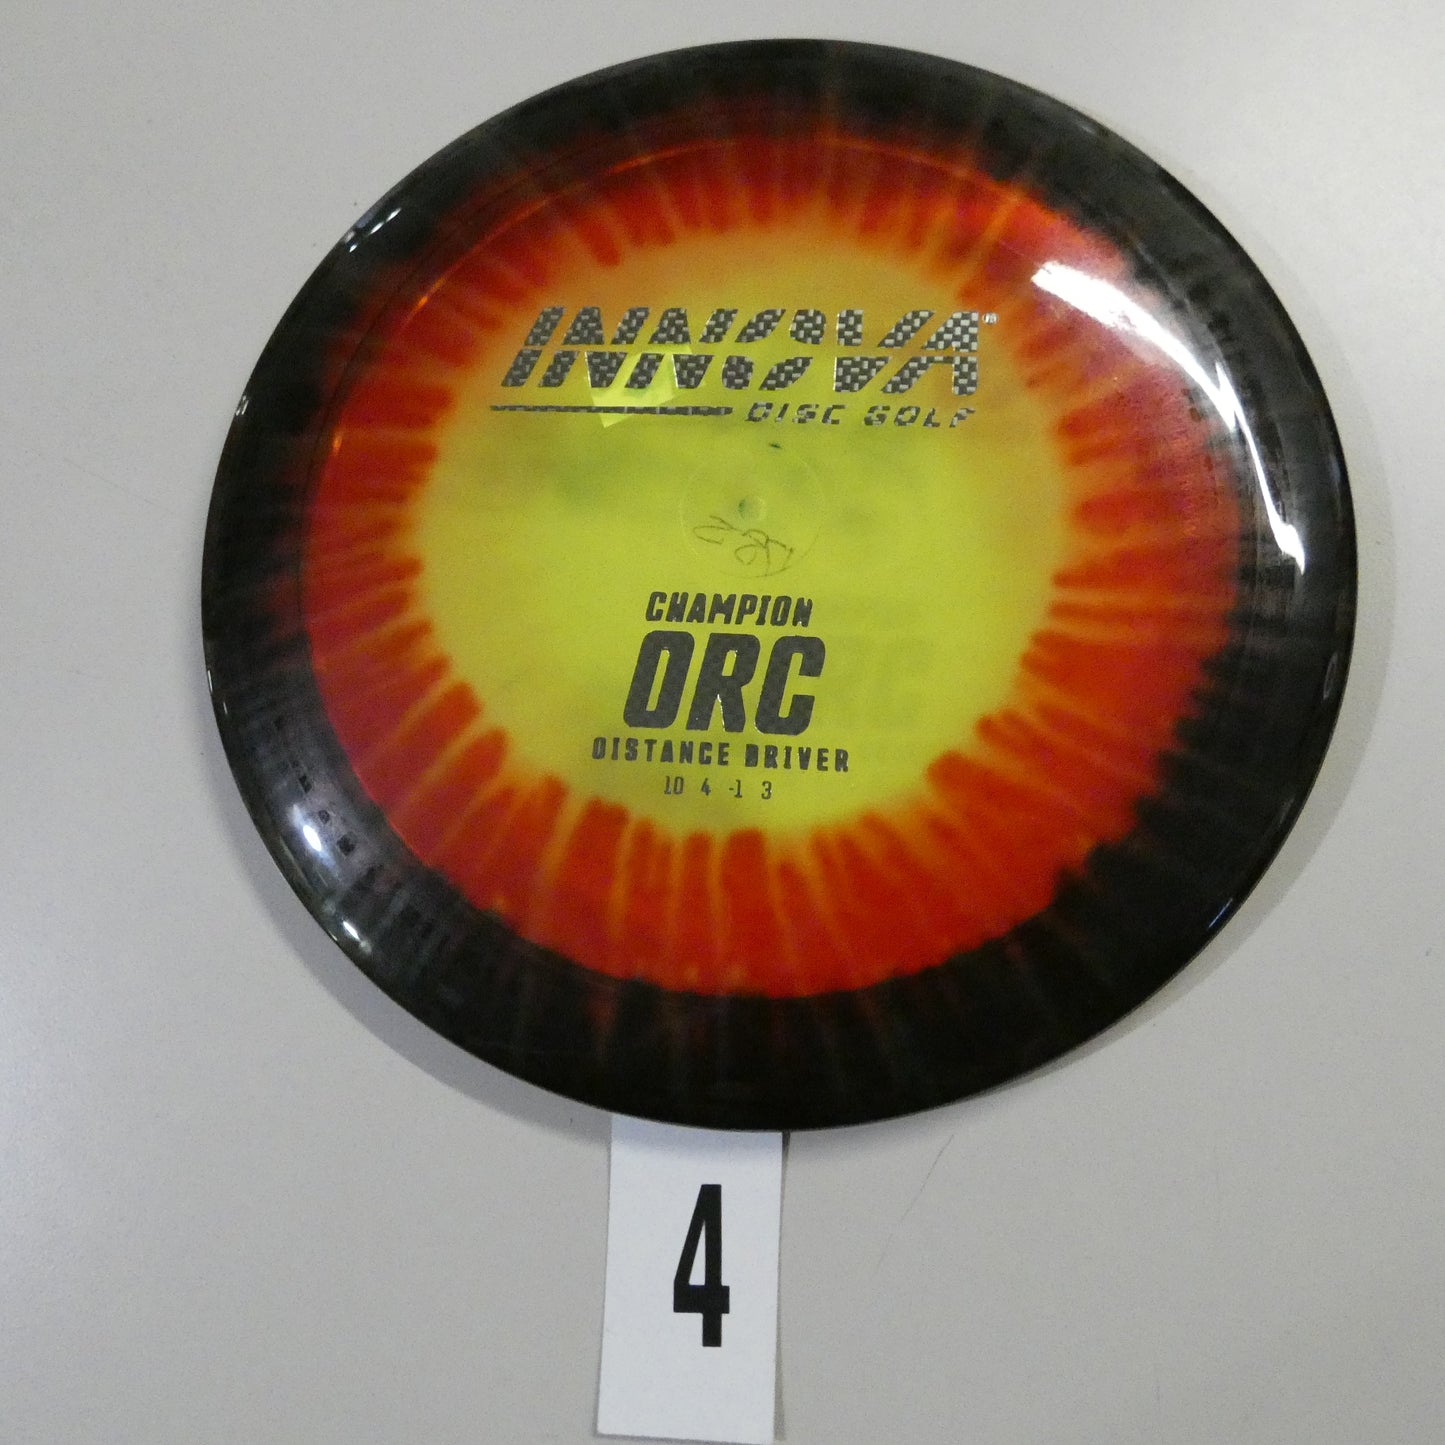 INNOVA®
DISC GOLF
CHAMPION
ORC
DISTANCE DRIVER
10 4 -1 3
4